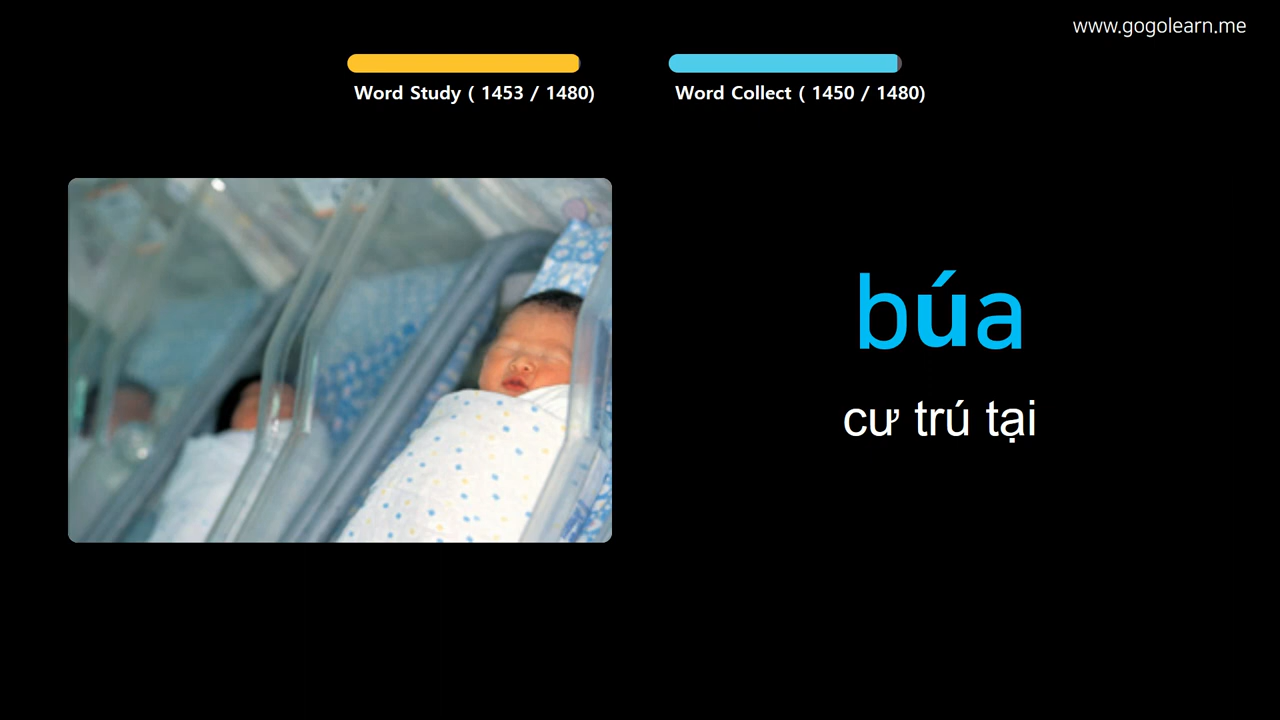 www.gogolearn.me
Word Study ( 1453 / 1480)
Word Collect ( 1450 / 1480)
búa
cư trú tại